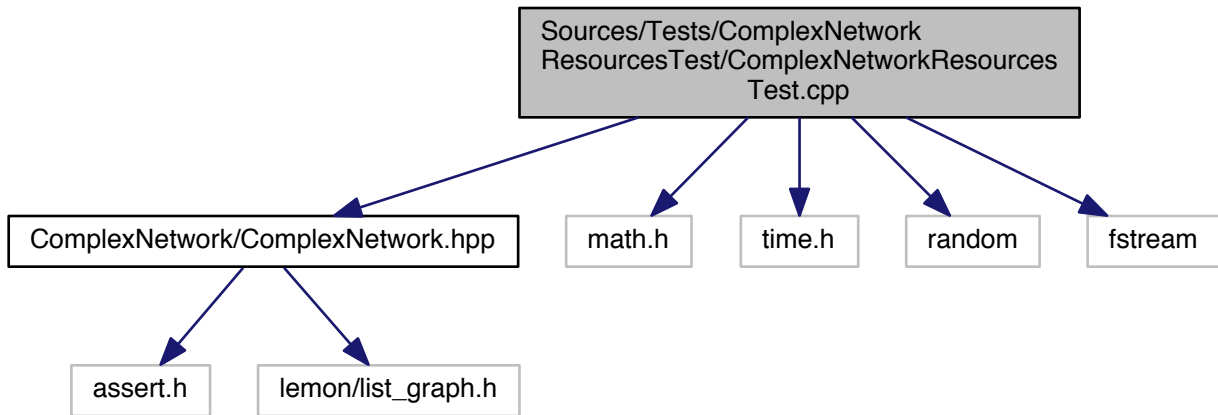 Sources/Tests/ComplexNetwork
ResourcesTest/ComplexNetworkResources
Test.cpp
ComplexNetwork/ComplexNetwork.hpp
math.h
time.h
random
fstream
assert.h
lemon/list_graph.h